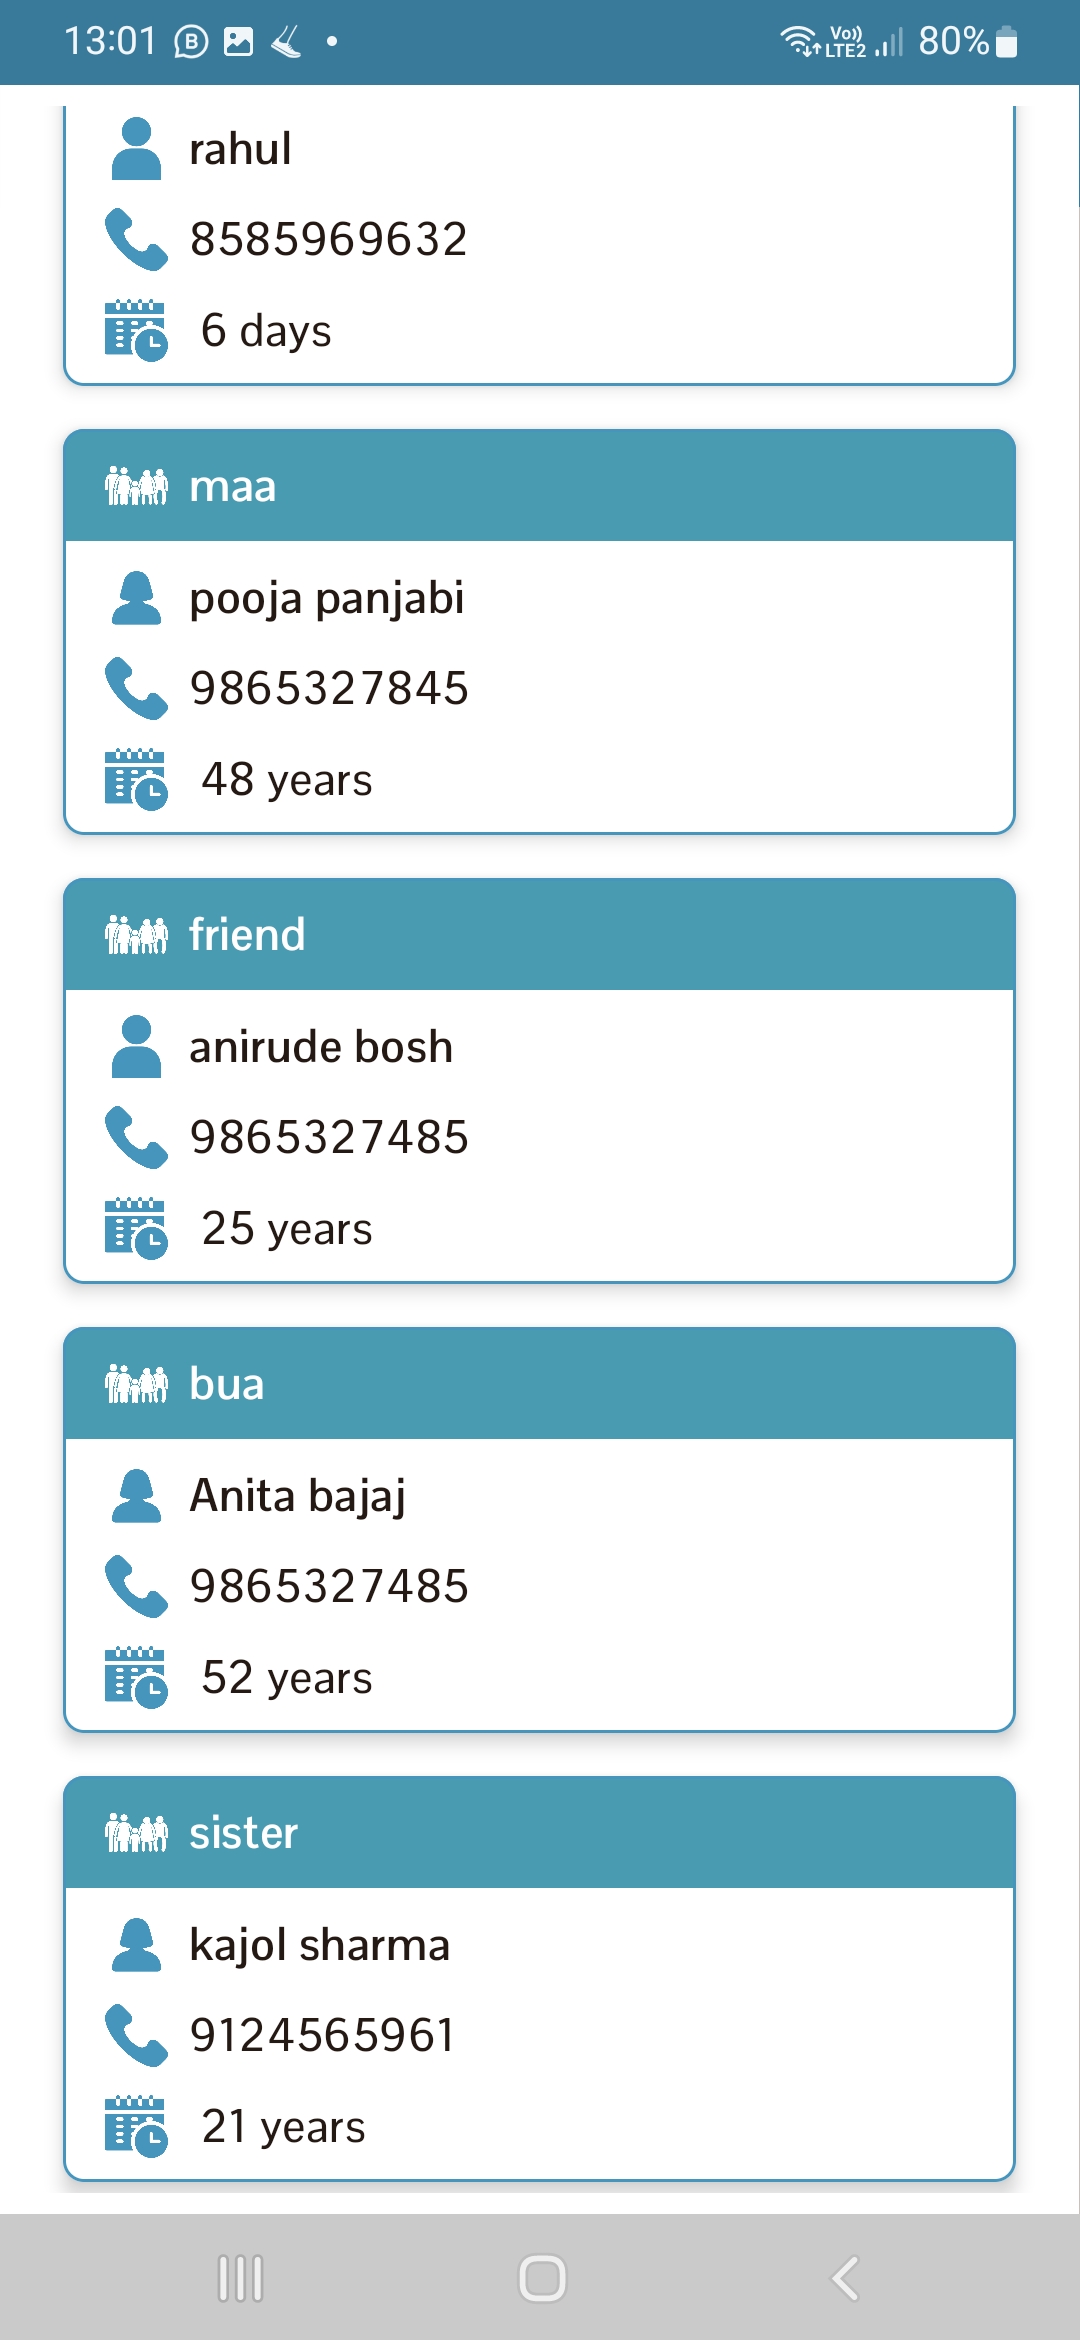 13:01 B Vo)) LTE2 80%
rahul
8585969632
6 days
maa
pooja panjabi
9865327845
48 years
friend
anirude bosh
9865327485
25 years
bua
Anita bajaj
9865327485
52 years
sister
kajol sharma
9124565961
21 years